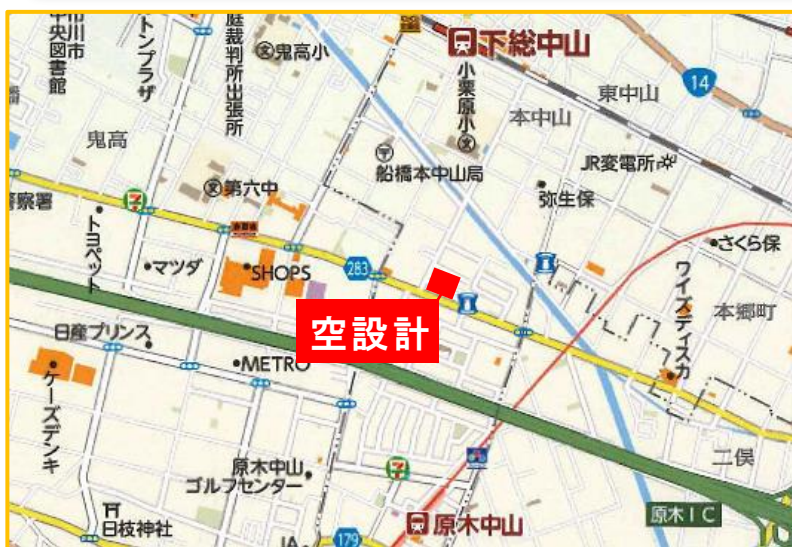 市川市
中央図書館
トンプラザ
庭裁判所出張所
鬼高小
下総中山
小栗原小
14
東中山
本中山
鬼高
船橋本中山局
JR変電所
第六中
弥生保
警察署
トヨペット
さくら保
マツダ
SHOPS
283
ワイズディスカ
本郷町
空設計
日産プリンス
METRO
ケーズデンキ
二俣
原木中山
ゴルフセンター
7
7
日枝神社
179
原木中山
原木IC
JA